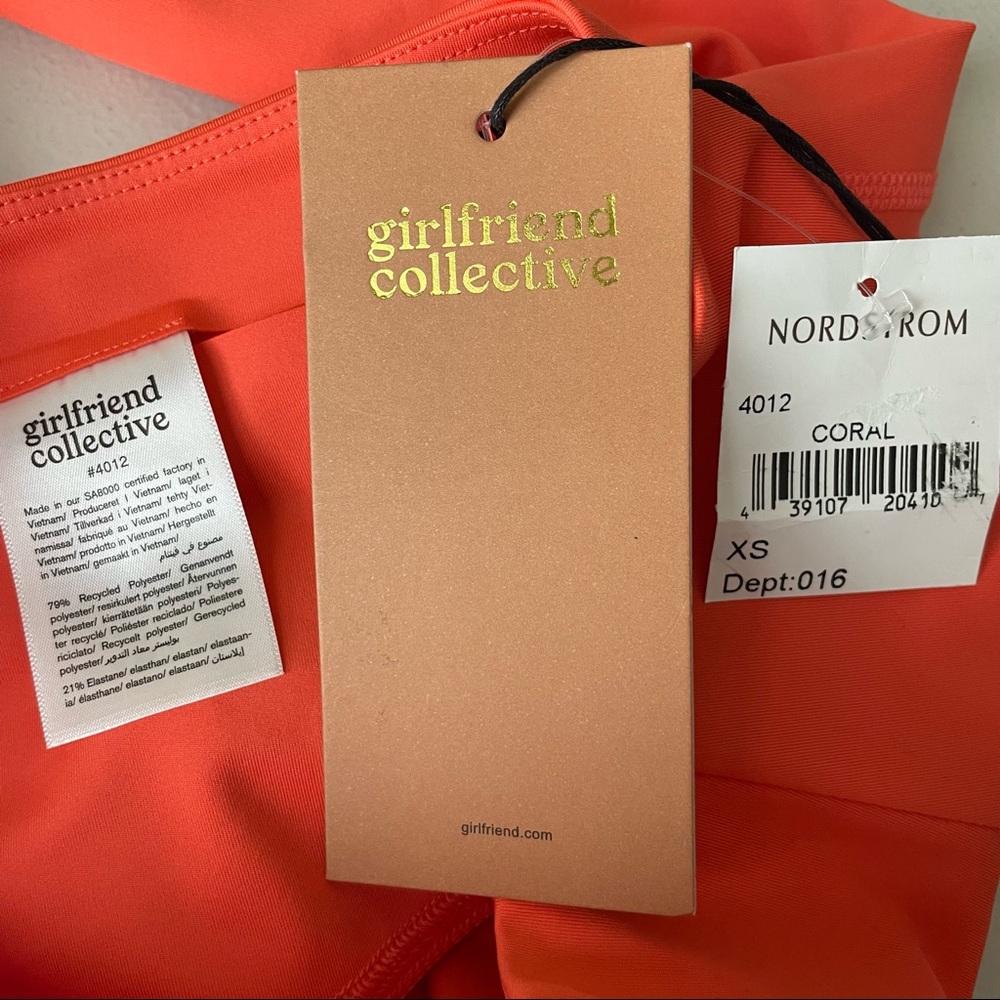 girlfriend
collective
#4012
Made in our SA8000 certified factory in
Vietnam/ Produceret I Vietnam/ laget i
Vietnam/ Tillverkad i Vietnam/ tehty Viet-
namissa/ fabriqué au Vietnam/ hecho en
Vietnam/ prodotto in Vietnam/ Hergestellt
in Vietnam/ gemaakt in Vietnam/
مصنوع في فيتنام
79% Recycled Polyester/ Genanvendt
polyester/ resirkulert polyester/ Återvunnen
polyester/ kierrätetään polyesteri/ Polyes-
ter recyclé/ Poliéster reciclado/ Poliestere
riciclato/ Recycelt polyester/ Gerecycled
polyester/ بوليستر معاد التدوير
21% Elastane/ elasthan/ elastan/ elastaan-
ia/ élasthane/ elastano/ elastaan/ إيلاستان
girlfriend
collective
girlfriend.com
NORDSTROM
4012
CORAL
4 39107 20410 7
XS
Dept:016